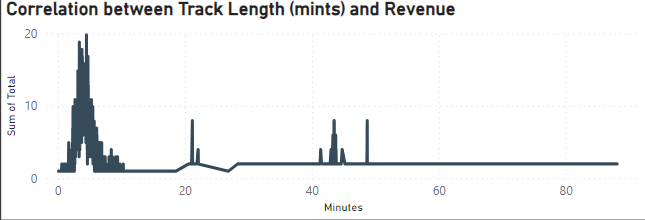 Correlation between Track Length (mints) and Revenue
20
10
0
Sum of Total
0 20 40 60 80
Minutes